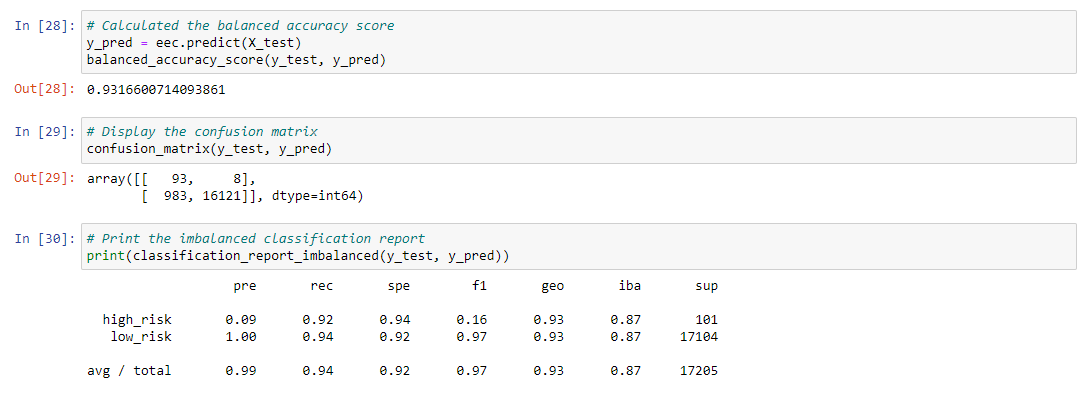 In [28]: # Calculated the balanced accuracy score
y_pred = eec.predict(X_test)
balanced_accuracy_score(y_test, y_pred)
Out[28]: 0.9316600714093861
In [29]: # Display the confusion matrix
confusion_matrix(y_test, y_pred)
Out[29]: array([[   93,     8],
       [  983, 16121]], dtype=int64)
In [30]: # Print the imbalanced classification report
print(classification_report_imbalanced(y_test, y_pred))
pre rec spe f1 geo iba sup
high_risk 0.09 0.92 0.94 0.16 0.93 0.87 101
low_risk 1.00 0.94 0.92 0.97 0.93 0.87 17104
avg / total 0.99 0.94 0.92 0.97 0.93 0.87 17205